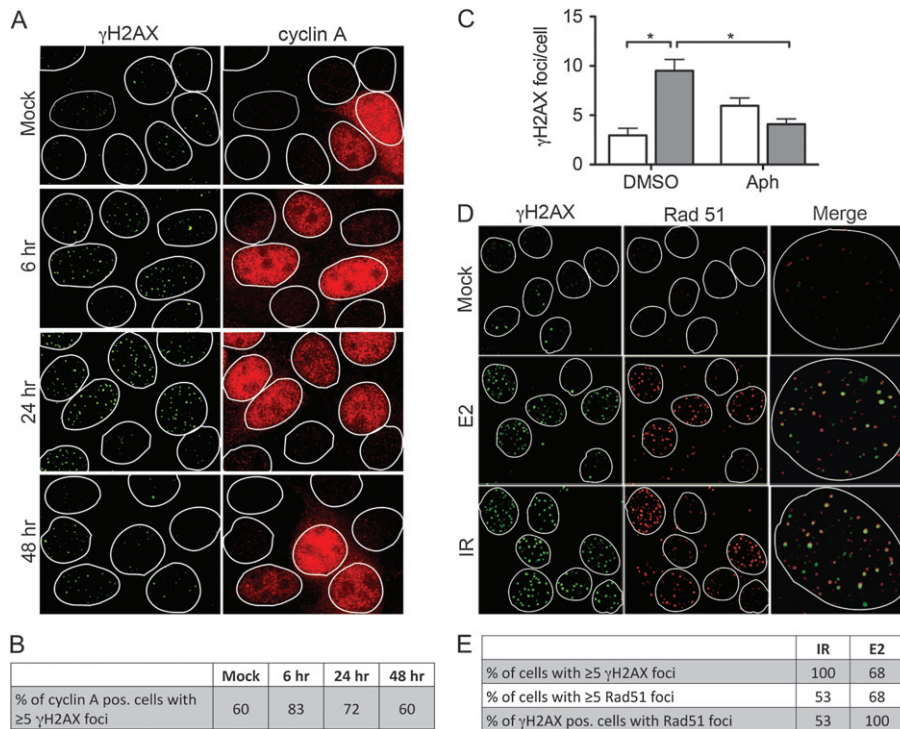 A
γH2AX cyclin A
Mock
6 hr
24 hr
48 hr
B
Mock 6 hr 24 hr 48 hr
% of cyclin A pos. cells with
≥5 γH2AX foci 60 83 72 60
C
γH2AX foci/cell
15
10
5
0
* *
DMSO Aph
D
γH2AX Rad 51 Merge
Mock
E2
IR
E
IR E2
% of cells with ≥5 γH2AX foci 100 68
% of cells with ≥5 Rad51 foci 53 68
% of γH2AX pos. cells with Rad51 foci 53 100